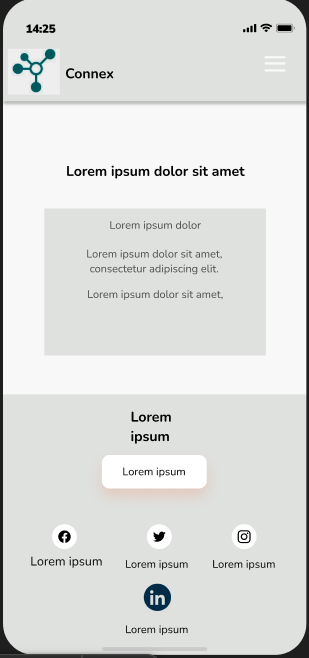 14:25
Connex
Lorem ipsum dolor sit amet
Lorem ipsum dolor
Lorem ipsum dolor sit amet,
consectetur adipiscing elit.
Lorem ipsum dolor sit amet,
Lorem
ipsum
Lorem ipsum
Lorem ipsum
Lorem ipsum
Lorem ipsum
in
Lorem ipsum